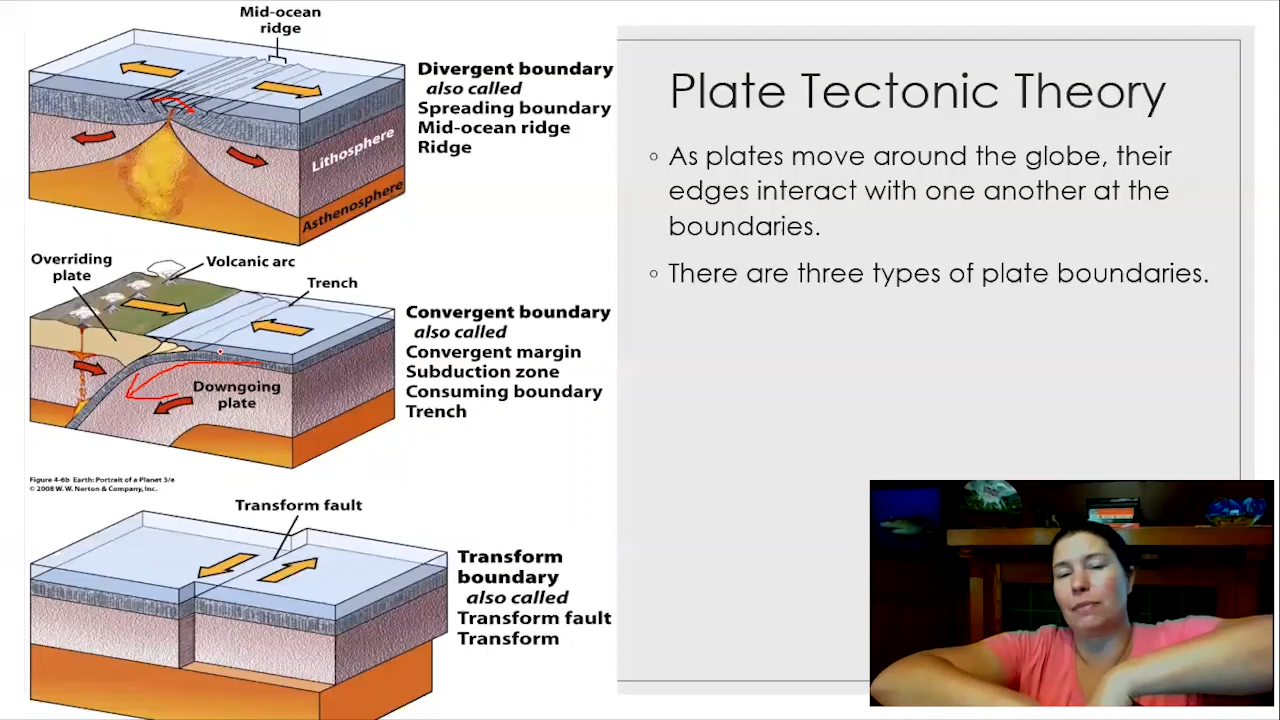 Mid-ocean
ridge
Divergent boundary
also called
Spreading boundary
Mid-ocean ridge
Ridge
Lithosphere
Asthenosphere
Overriding
plate
Volcanic arc
Trench
Convergent boundary
also called
Convergent margin
Subduction zone
Consuming boundary
Trench
Downgoing
plate
Figure 4-6b Earth: Portrait of a Planet 3/e
© 2008 W. W. Norton & Company, Inc.
Transform fault
Transform
boundary
also called
Transform fault
Transform
Plate Tectonic Theory
◦ As plates move around the globe, their
edges interact with one another at the
boundaries.
◦ There are three types of plate boundaries.